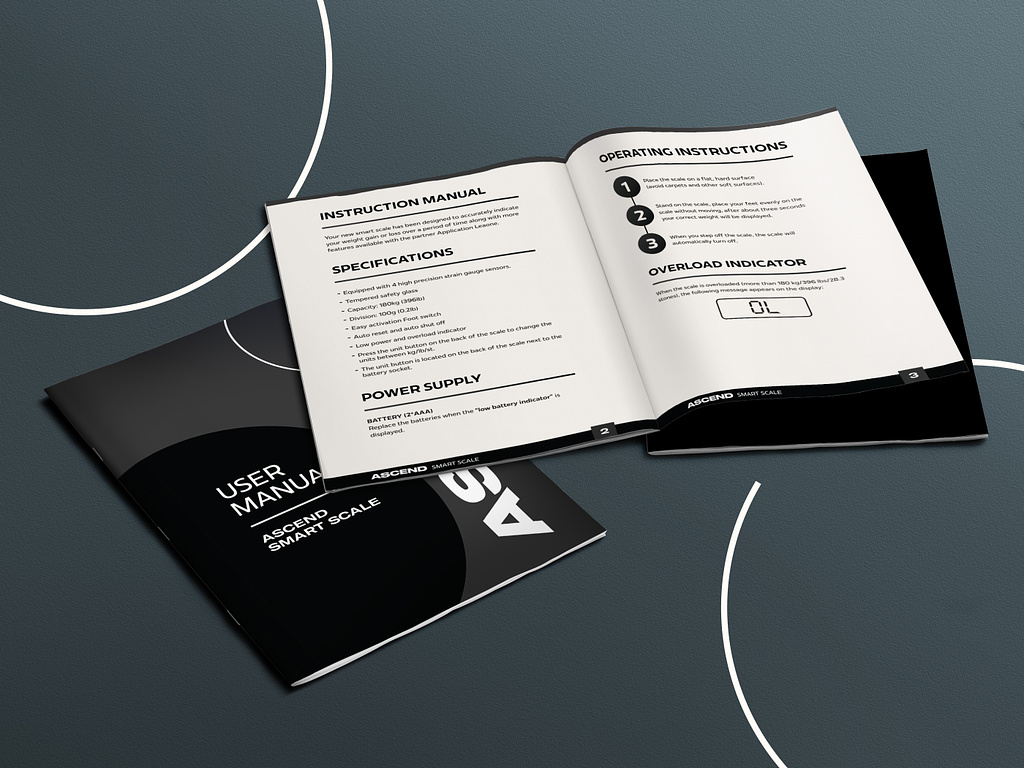 INSTRUCTION MANUAL
Your new smart scale has been designed to accurately indicate
your weight gain or loss over a period of time along with more
features available with the partner Application Leaone.
SPECIFICATIONS
- Equipped with 4 high precision strain gauge sensors.
- Tempered safety glass
- Capacity: 180kg (396lb)
- Division: 100g (0.2lb)
- Easy activation Foot switch
- Auto reset and auto shut off
- Low power and overload indicator
- Press the unit button on the back of the scale to change the
units between kg/lb/st.
- The unit button is located on the back of the scale next to the
battery socket.
POWER SUPPLY
BATTERY (2*AAA)
Replace the batteries when the "low battery indicator" is
displayed.
ASCEND SMART SCALE
2
OPERATING INSTRUCTIONS
1 Place the scale on a flat, hard surface
(avoid carpets and other soft surfaces).
2 Stand on the scale, place your feet evenly on the
scale without moving, after about three seconds
your correct weight will be displayed.
3 When you step off the scale, the scale will
automatically turn off.
OVERLOAD INDICATOR
When the scale is overloaded (more than 180 kg/396 lbs/28.3
stones), the following message appears on the display:
OL
ASCEND SMART SCALE
3
USER
MANUA
ASCEND
SMART SCALE
AS